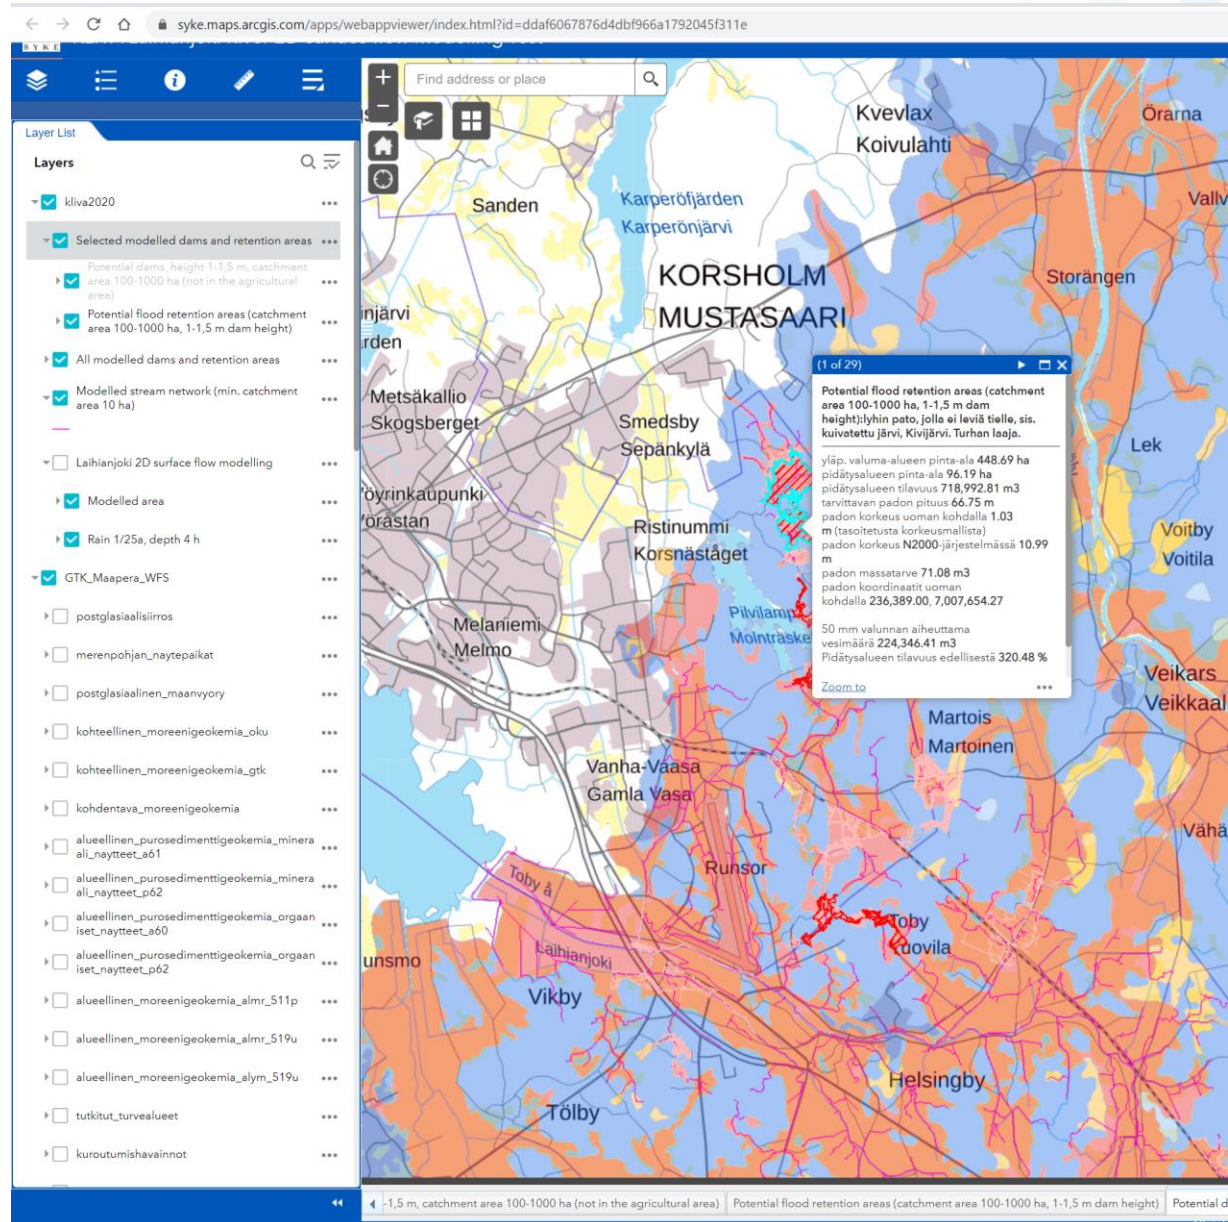 syke.maps.arcgis.com/apps/webappviewer/index.html?id=ddaf6067876d4dbf966a1792045f311e
SYKE
Layer List
Layers
kliva2020
Selected modelled dams and retention areas
Potential dams, height 1-1,5 m, catchment
area 100-1000 ha (not in the agricultural
area)
Potential flood retention areas (catchment
area 100-1000 ha, 1-1,5 m dam height)
All modelled dams and retention areas
Modelled stream network (min. catchment
area 10 ha)
Laihianjoki 2D surface flow modelling
Modelled area
Rain 1/25a, depth 4 h
GTK_Maapera_WFS
postglasiaalisiirros
merenpohjan_naytepaikat
postglasiaalinen_maanvyory
kohteellinen_moreenigeokemia_oku
kohteellinen_moreenigeokemia_gtk
kohdentava_moreenigeokemia
alueellinen_purosedimenttigeokemia_minera
ali_naytteet_a61
alueellinen_purosedimenttigeokemia_minera
ali_naytteet_p62
alueellinen_purosedimenttigeokemia_orgaan
iset_naytteet_a60
alueellinen_purosedimenttigeokemia_orgaan
iset_naytteet_p62
alueellinen_moreenigeokemia_almr_511p
alueellinen_moreenigeokemia_almr_519u
alueellinen_moreenigeokemia_alym_519u
tutkitut_turvealueet
kuroutumishavainnot
Find address or place
Kvevlax
Koivulahti
Örarna
Sanden
Karperöfjärden
Karperönjärvi
Vallv
KORSHOLM
MUSTASAARI
Storängen
injärvi
rden
Metsäkallio
Skogsberget
Smedsby
Sepänkylä
Lek
öyrinkaupunki
öråstan
Ristinummi
Korsnäståget
Voitby
Voitila
Melaniemi
Melmo
Pilvilamp
Molnträske
Veikars
Veikkaal
Martois
Martoinen
Vanha-Vaasa
Gamla Vasa
Vähä
Runsor
Toby å
Toby
Tuovila
Laihianjoki
unsmo
Vikby
Helsingby
Tölby
(1 of 29)
Potential flood retention areas (catchment
area 100-1000 ha, 1-1,5 m dam
height):lyhin pato, jolla ei leviä tielle, sis.
kuivatettu järvi, Kivijärvi. Turhan laaja.
yläp. valuma-alueen pinta-ala 448.69 ha
pidätysalueen pinta-ala 96.19 ha
pidätysalueen tilavuus 718,992.81 m3
tarvittavan padon pituus 66.75 m
padon korkeus uoman kohdalla 1.03
m (tasoitetusta korkeusmallista)
padon korkeus N2000-järjestelmässä 10.99
m
padon massatarve 71.08 m3
padon koordinaatit uoman
kohdalla 236,389.00, 7,007,654.27
50 mm valunnan aiheuttama
vesimäärä 224,346.41 m3
Pidätysalueen tilavuus edellisestä 320.48 %
Zoom to
-1,5 m, catchment area 100-1000 ha (not in the agricultural area)
Potential flood retention areas (catchment area 100-1000 ha, 1-1,5 m dam height)
Potential d